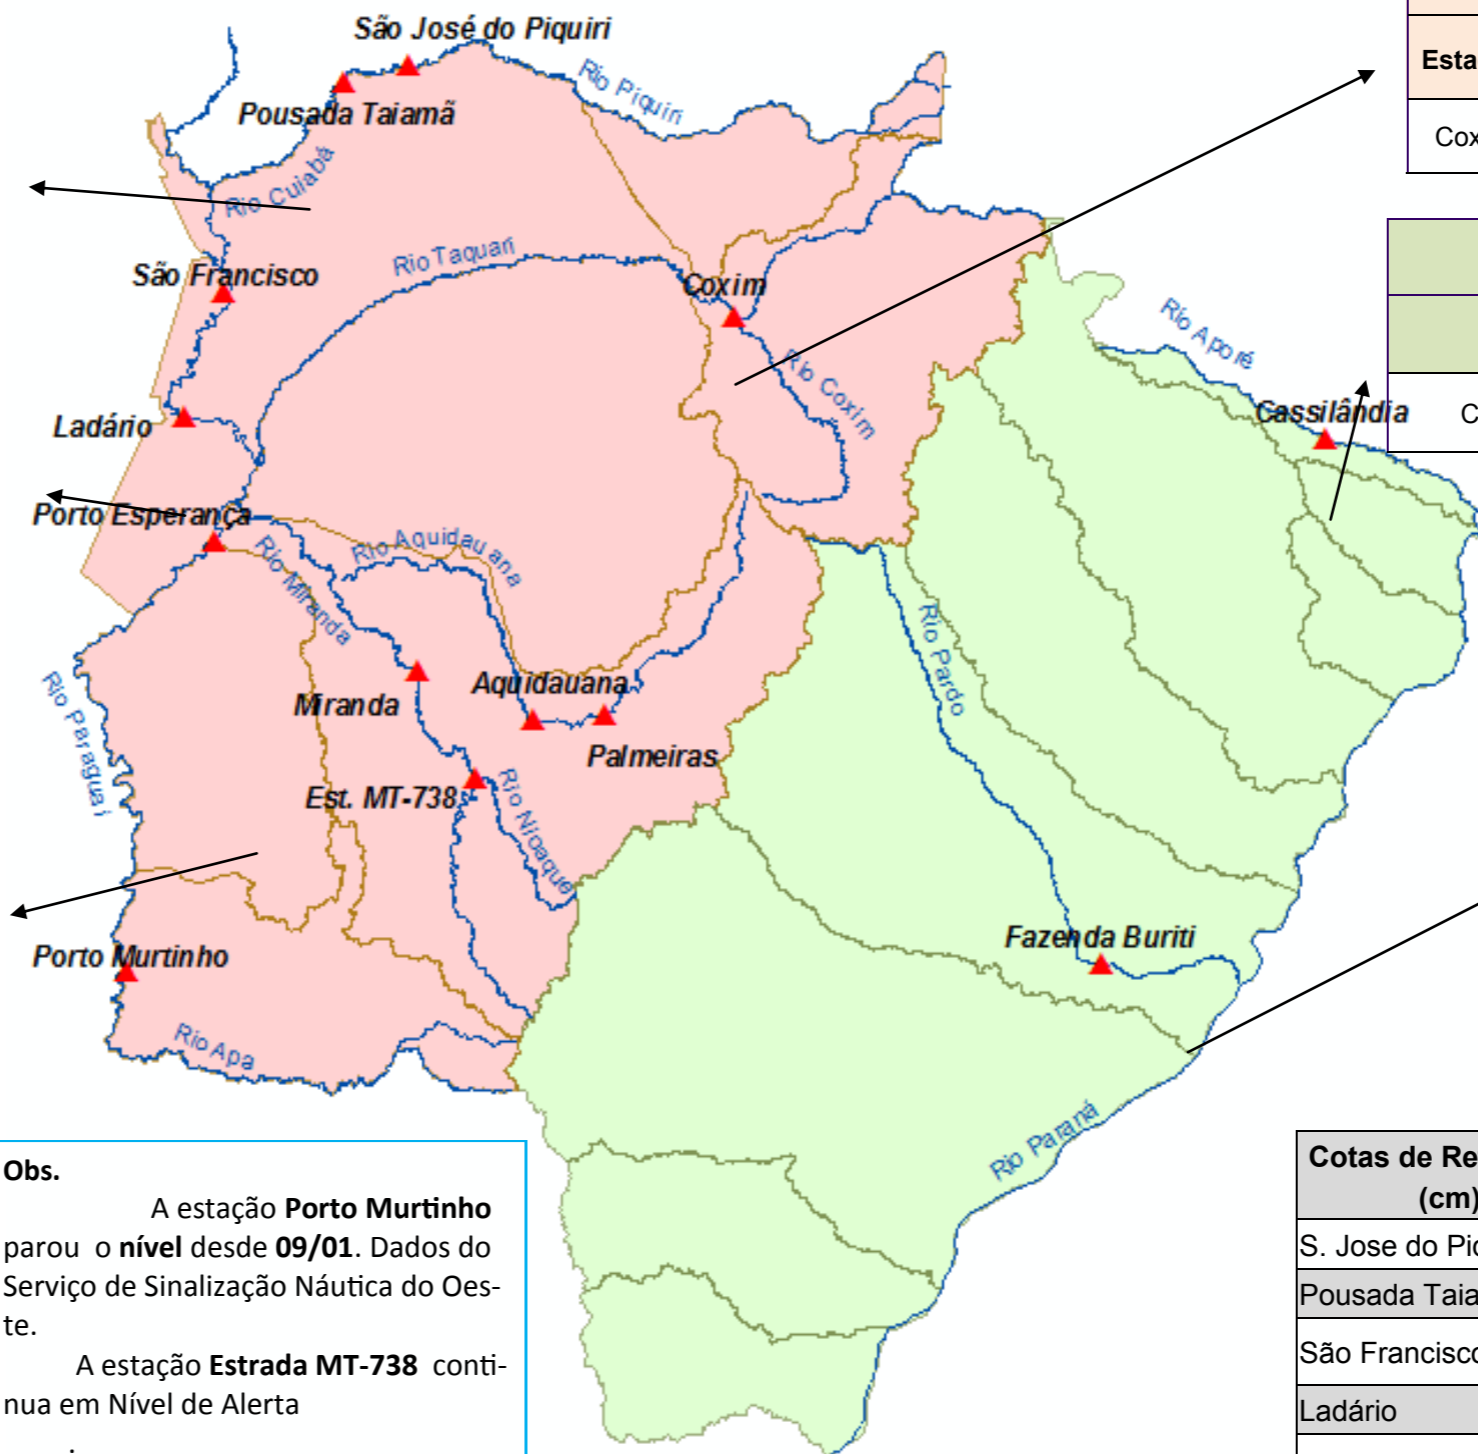 São José do Piquiri
Rio Piquiri
Pousada Taiamã
Rio Cuiabá
Rio Taquari
São Francisco
Coxim
Rio Coxim
Rio Aporé
Cassilândia
Ladário
Porto Esperança
Rio Miranda
Rio Aquidauana
Rio Pardo
Rio Paraguai
Miranda
Aquidauana
Palmeiras
Est. MT-738
Rio Nioaque
Fazenda Buriti
Porto Murtinho
Rio Apa
Rio Paraná
Esta
Cox
C
Obs.
A estação Porto Murtinho
parou o nível desde 09/01. Dados do
Serviço de Sinalização Náutica do Oes-
te.
A estação Estrada MT-738 conti-
nua em Nível de Alerta
.
Cotas de Re
(cm)
S. Jose do Pic
Pousada Taia
São Francisco
Ladário